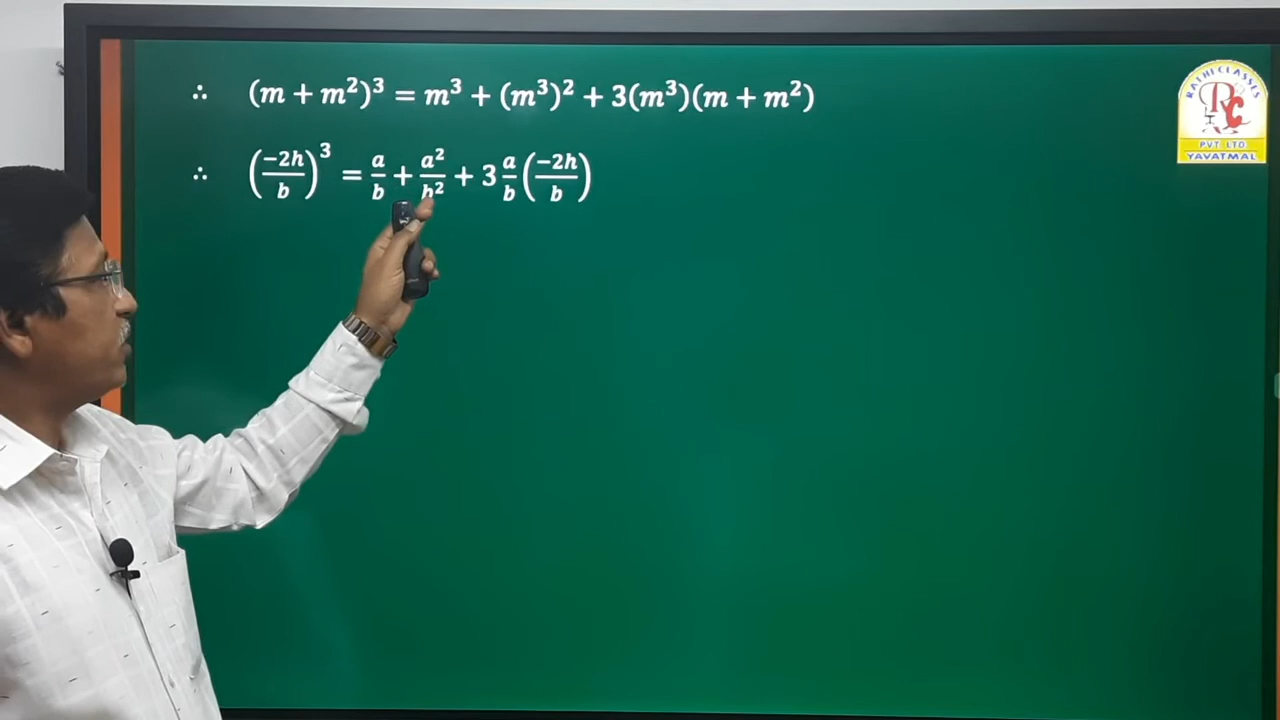 ∴ (m + m²)³ = m³ + (m³)² + 3(m³)(m + m²)
∴ (-2h/b)³ = a/b + a²/b² + 3 a/b (-2h/b)
RATHI CLASSES
RC
PVT. LTD.
YAVATMAL